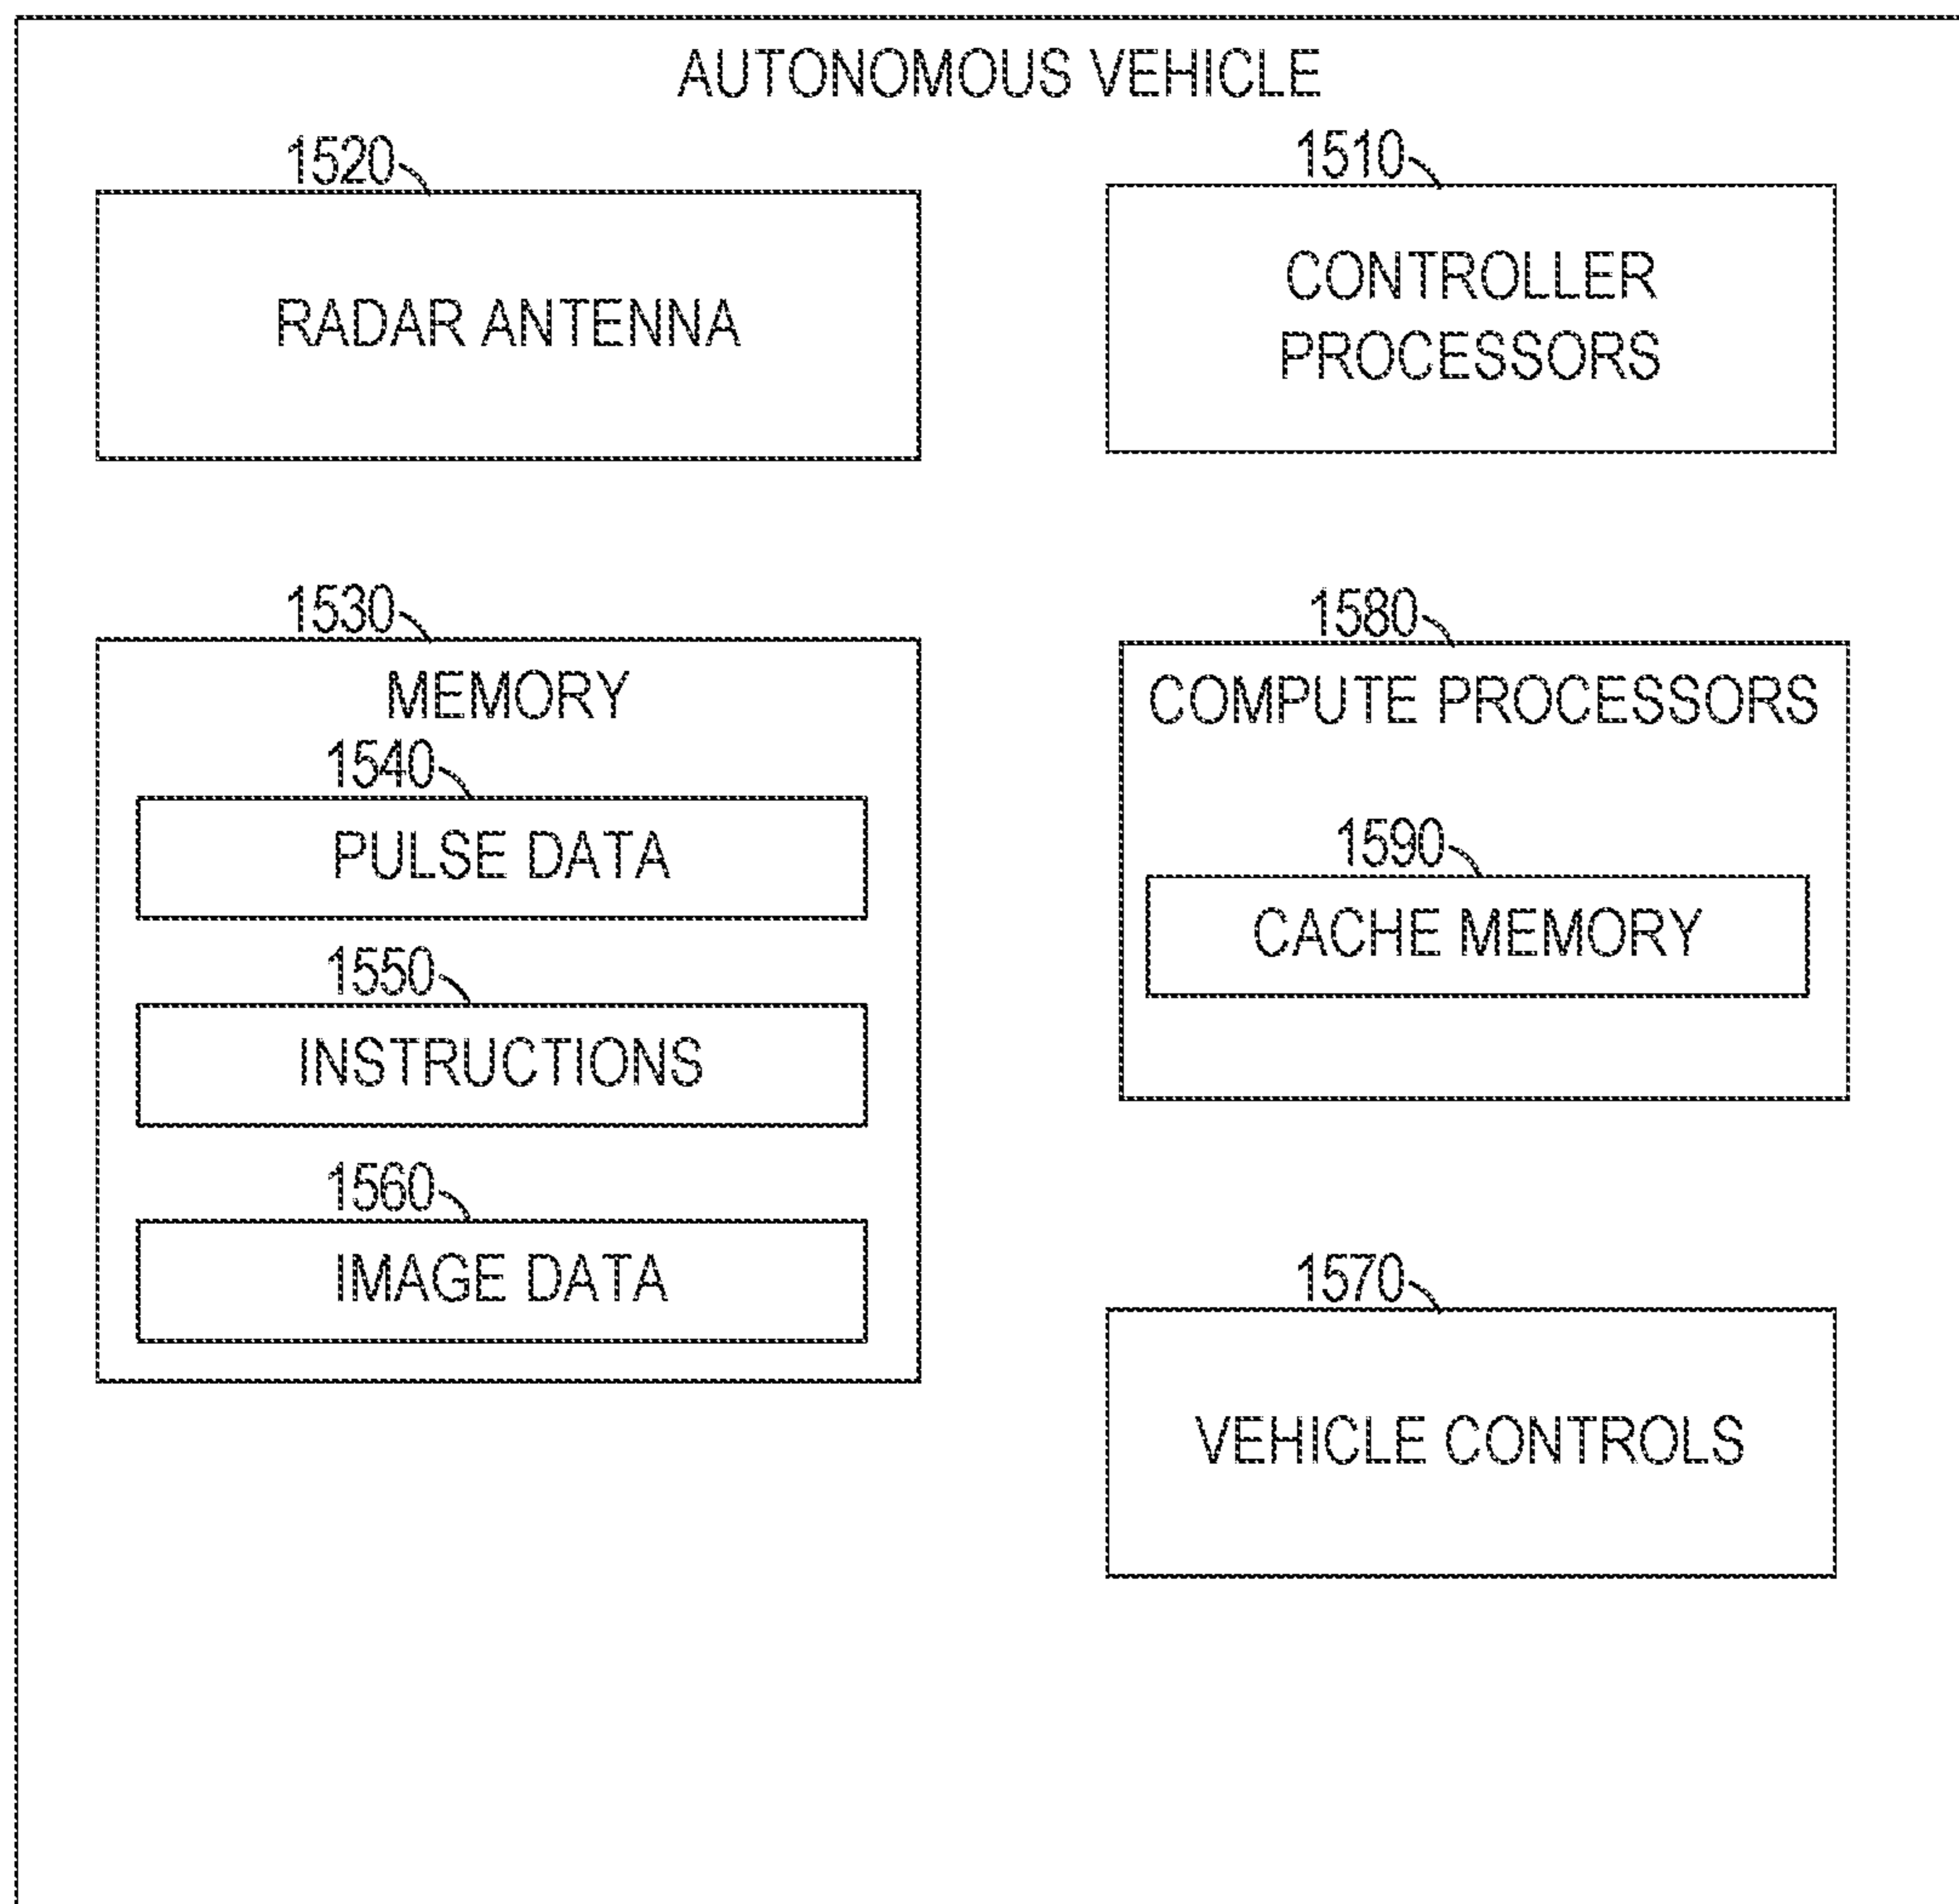 AUTONOMOUS VEHICLE
1520
RADAR ANTENNA
1510
CONTROLLER
PROCESSORS
1530
MEMORY
1540
PULSE DATA
1550
INSTRUCTIONS
1560
IMAGE DATA
1580
COMPUTE PROCESSORS
1590
CACHE MEMORY
1570
VEHICLE CONTROLS